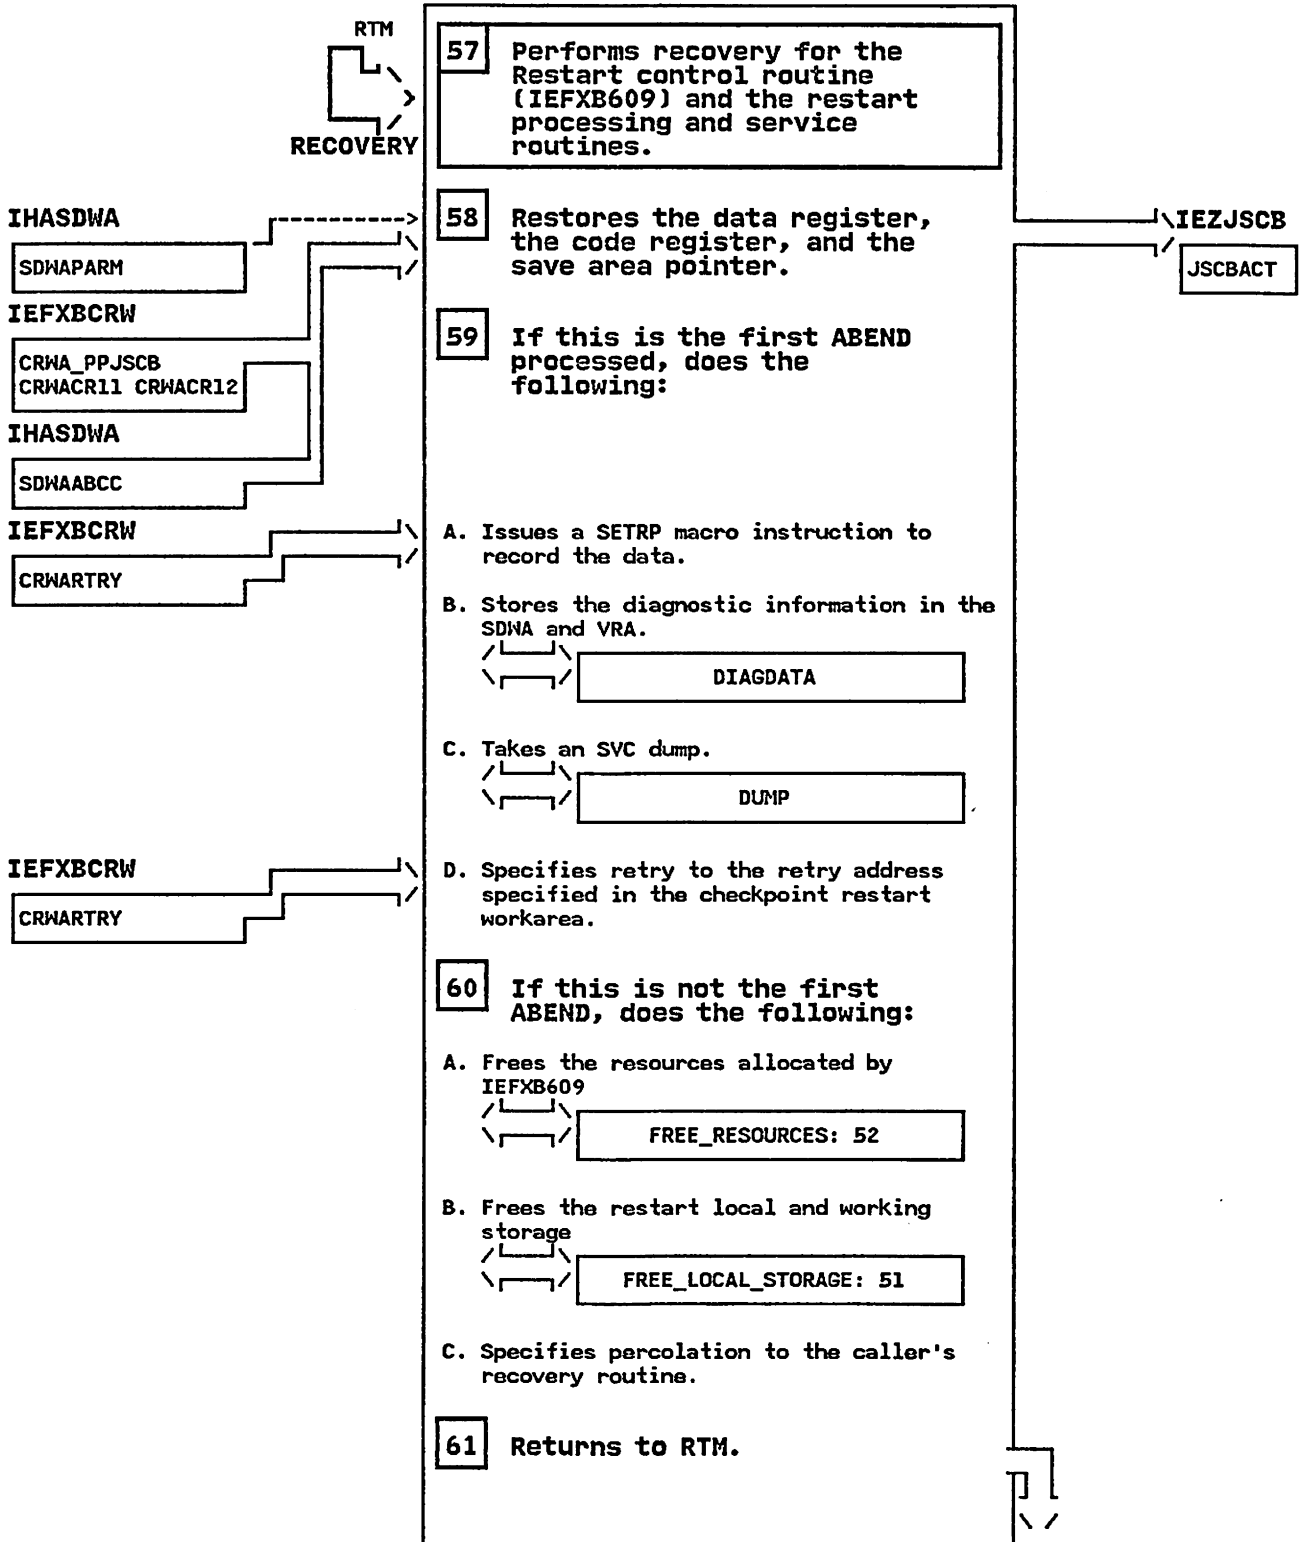 RTM
RECOVERY
57 Performs recovery for the
Restart control routine
(IEFXB609) and the restart
processing and service
routines.
IHASDWA
SDWAPARM
58 Restores the data register,
the code register, and the
save area pointer.
IEZJSCB
JSCBACT
IEFXBCRW
CRWA_PPJSCB
CRWACR11 CRWACR12
59 If this is the first ABEND
processed, does the
following:
IHASDWA
SDWAABCC
IEFXBCRW
CRWARTRY
A. Issues a SETRP macro instruction to
record the data.
B. Stores the diagnostic information in the
SDWA and VRA.
DIAGDATA
C. Takes an SVC dump.
DUMP
IEFXBCRW
CRWARTRY
D. Specifies retry to the retry address
specified in the checkpoint restart
workarea.
60 If this is not the first
ABEND, does the following:
A. Frees the resources allocated by
IEFXB609
FREE_RESOURCES: 52
B. Frees the restart local and working
storage
FREE_LOCAL_STORAGE: 51
C. Specifies percolation to the caller's
recovery routine.
61 Returns to RTM.